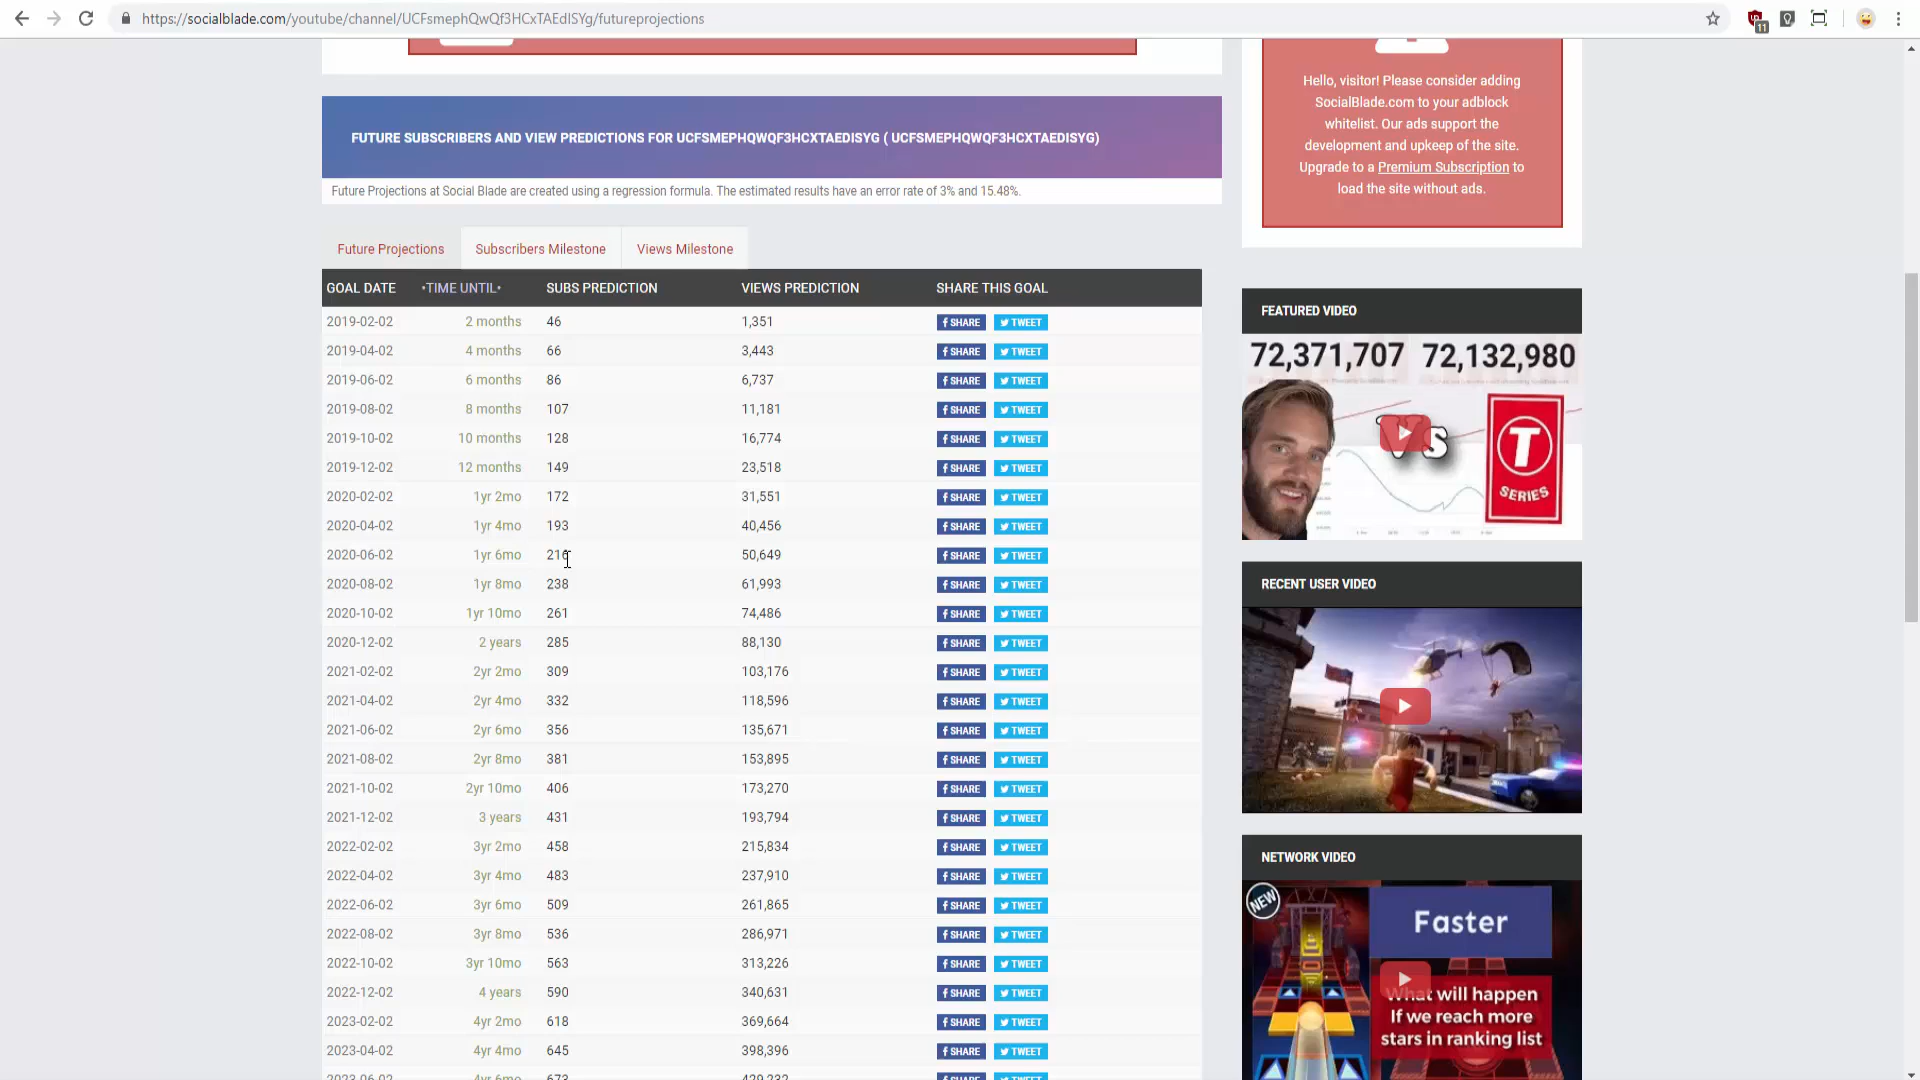 https://socialblade.com/youtube/channel/UCFsmephQwQf3HCxTAEdISYg/futureprojections
11
Hello, visitor! Please consider adding
SocialBlade.com to your adblock
whitelist. Our ads support the
development and upkeep of the site.
Upgrade to a Premium Subscription to
load the site without ads.
FUTURE SUBSCRIBERS AND VIEW PREDICTIONS FOR UCFSMEPHQWQF3HCXTAEDISYG ( UCFSMEPHQWQF3HCXTAEDISYG)
Future Projections at Social Blade are created using a regression formula. The estimated results have an error rate of 3% and 15.48%.
Future Projections Subscribers Milestone Views Milestone
GOAL DATE •TIME UNTIL• SUBS PREDICTION VIEWS PREDICTION SHARE THIS GOAL
2019-02-02 2 months 46 1,351 SHARE TWEET
2019-04-02 4 months 66 3,443 SHARE TWEET
2019-06-02 6 months 86 6,737 SHARE TWEET
2019-08-02 8 months 107 11,181 SHARE TWEET
2019-10-02 10 months 128 16,774 SHARE TWEET
2019-12-02 12 months 149 23,518 SHARE TWEET
2020-02-02 1yr 2mo 172 31,551 SHARE TWEET
2020-04-02 1yr 4mo 193 40,456 SHARE TWEET
2020-06-02 1yr 6mo 216 50,649 SHARE TWEET
2020-08-02 1yr 8mo 238 61,993 SHARE TWEET
2020-10-02 1yr 10mo 261 74,486 SHARE TWEET
2020-12-02 2 years 285 88,130 SHARE TWEET
2021-02-02 2yr 2mo 309 103,176 SHARE TWEET
2021-04-02 2yr 4mo 332 118,596 SHARE TWEET
2021-06-02 2yr 6mo 356 135,671 SHARE TWEET
2021-08-02 2yr 8mo 381 153,895 SHARE TWEET
2021-10-02 2yr 10mo 406 173,270 SHARE TWEET
2021-12-02 3 years 431 193,794 SHARE TWEET
2022-02-02 3yr 2mo 458 215,834 SHARE TWEET
2022-04-02 3yr 4mo 483 237,910 SHARE TWEET
2022-06-02 3yr 6mo 509 261,865 SHARE TWEET
2022-08-02 3yr 8mo 536 286,971 SHARE TWEET
2022-10-02 3yr 10mo 563 313,226 SHARE TWEET
2022-12-02 4 years 590 340,631 SHARE TWEET
2023-02-02 4yr 2mo 618 369,664 SHARE TWEET
2023-04-02 4yr 4mo 645 398,396 SHARE TWEET
2023-06-02 4yr 6mo 673 429,232 SHARE TWEET
FEATURED VIDEO
72,371,707 72,132,980
VS
T
SERIES
RECENT USER VIDEO
NETWORK VIDEO
NEW
Faster
What will happen
If we reach more
stars in ranking list